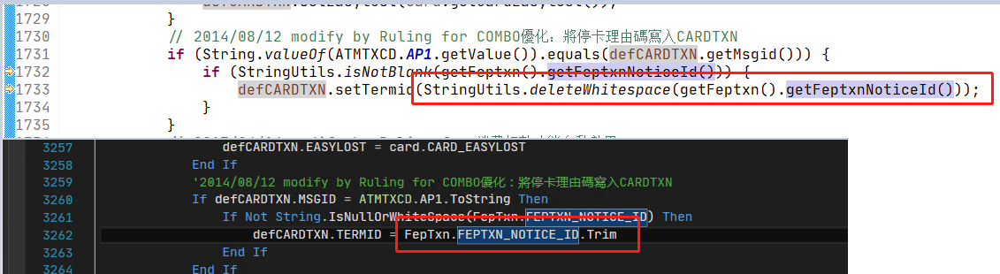 1729 }
1730 // 2014/08/12 modify by Ruling for COMBO優化：將停卡理由碼寫入CARDTXN
1731 if (String.valueOf(ATMTXCD.AP1.getValue()).equals(defCARDTXN.getMsgid())) {
1732 if (StringUtils.isNotBlank(getFeptxn().getFeptxnNoticeId())) {
1733 defCARDTXN.setTermid(StringUtils.deleteWhitespace(getFeptxn().getFeptxnNoticeId()));
1734 }
1735 }
3257 defCARDTXN.EASYLOST = card.CARD_EASYLOST
3258 End If
3259 '2014/08/12 modify by Ruling for COMBO優化：將停卡理由碼寫入CARDTXN
3260 If defCARDTXN.MSGID = ATMTXCD.AP1.ToString Then
3261 If Not String.IsNullOrWhiteSpace(FepTxn.FEPTXN_NOTICE_ID) Then
3262 defCARDTXN.TERMID = FepTxn.FEPTXN_NOTICE_ID.Trim
3263 End If
3264 End If